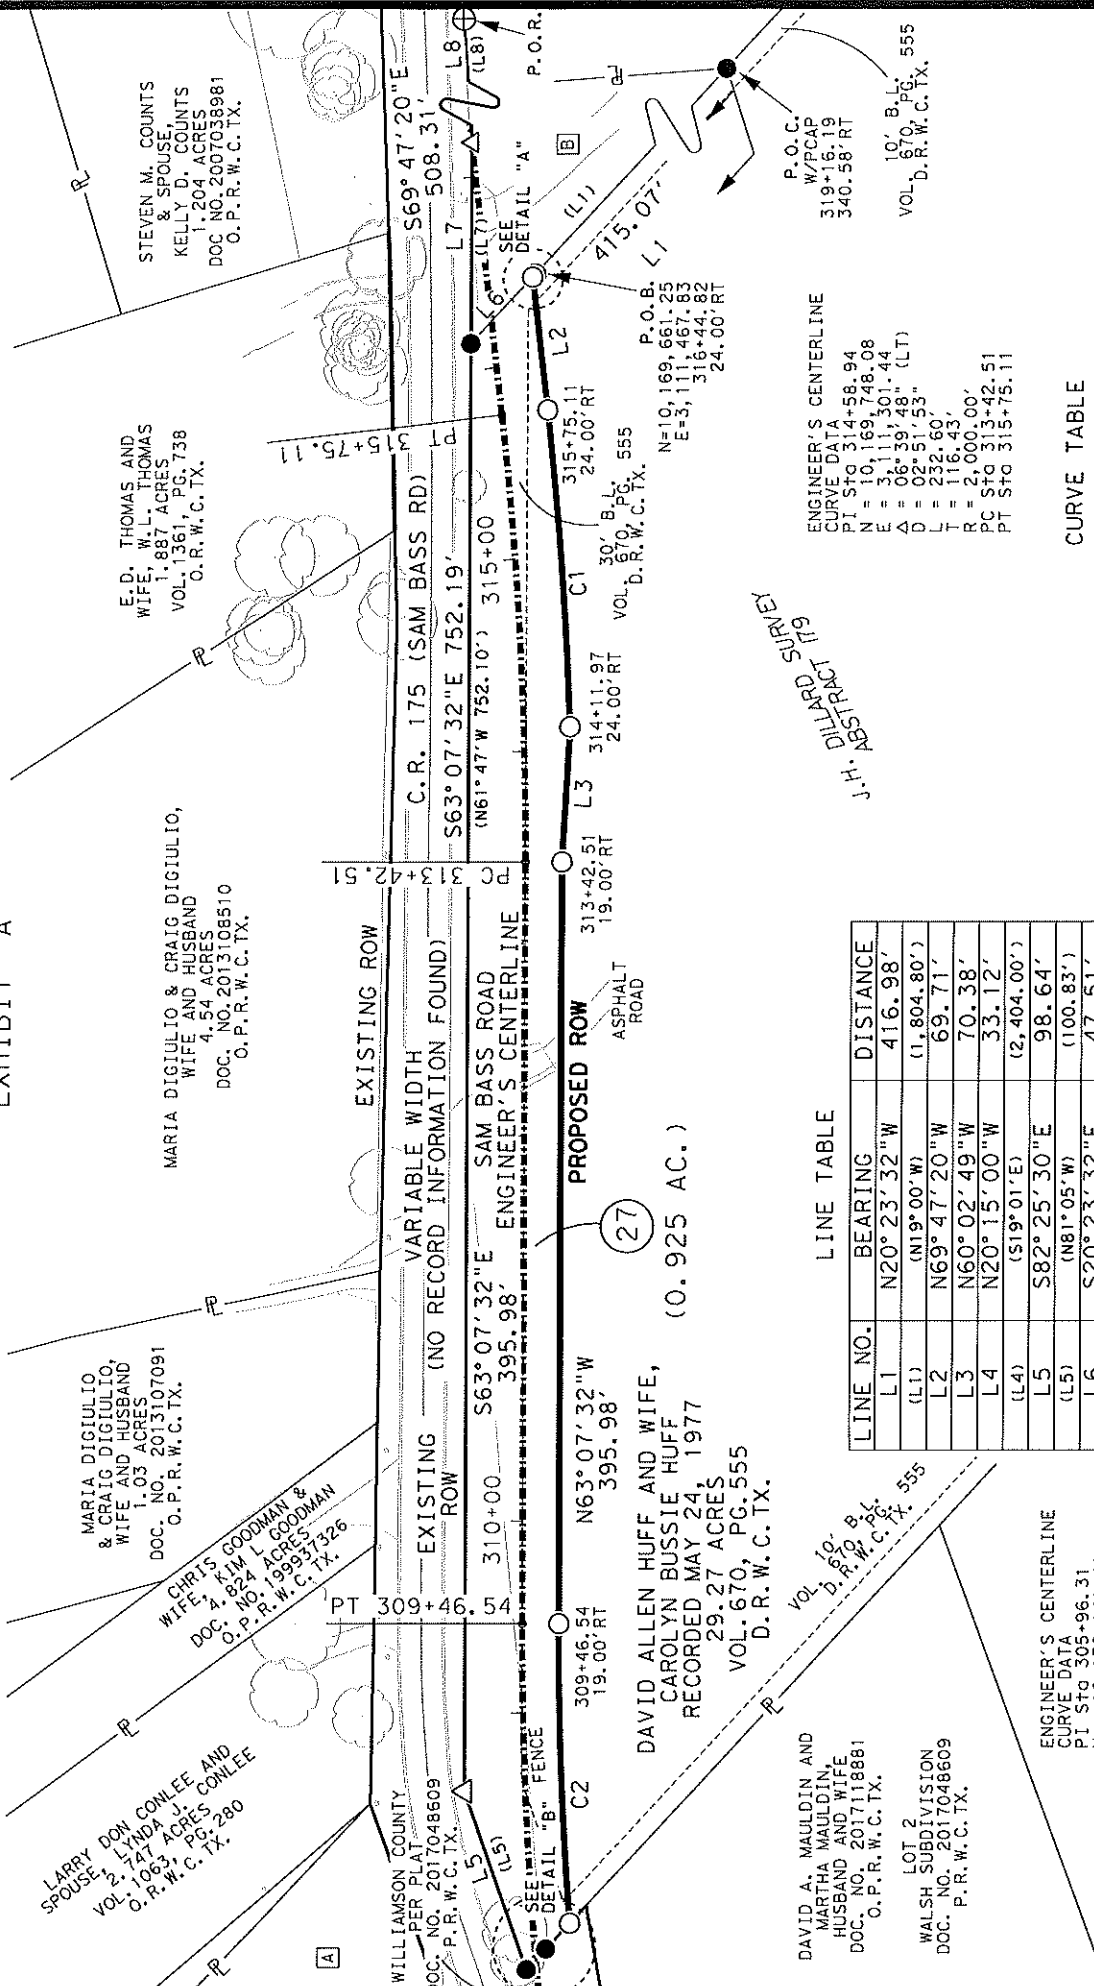 EXHIBIT "A"
STEVEN M. COUNTS
& SPOUSE,
KELLY D. COUNTS
1.204 ACRES
DOC NO.2007038981
O.P.R.W.C.TX.
E.D. THOMAS AND
WIFE, W.L. THOMAS
1.887 ACRES
VOL.1361, PG.738
O.R.W.C.TX.
MARIA DIGIULIO & CRAIG DIGIULIO,
WIFE AND HUSBAND
4.54 ACRES
DOC. NO.2013108510
O.P.R.W.C.TX.
MARIA DIGIULIO
& CRAIG DIGIULIO,
WIFE AND HUSBAND
1.03 ACRES
DOC. NO. 2013107091
O.P.R.W.C.TX.
CHRIS GOODMAN &
WIFE, KIM L GOODMAN
4.824 ACRES
DOC. NO.199937326
O.P.R.W.C.TX.
LARRY DON CONLEE AND
SPOUSE, LYNDA J. CONLEE
2.747 ACRES
VOL.1063, PG.280
O.R.W.C.TX.
A
WILLIAMSON COUNTY
PER PLAT
DOC. NO. 2017048609
P.R.W.C.TX.
L5
(L5)
SEE
DETAIL "B"
FENCE
EXISTING
ROW
EXISTING ROW
VARIABLE WIDTH
(NO RECORD INFORMATION FOUND)
C.R. 175 (SAM BASS RD)
S63°07'32"E 752.19'
(N61°47'W 752.10')
S69°47'20"E
508.31'
L8
(L8)
P.O.R.
L7
(L7)
L6
SEE
DETAIL "A"
B
PT 309+46.54
310+00
S63°07'32"E
395.98'
SAM BASS ROAD
ENGINEER'S CENTERLINE
PC 313+42.51
315+00
PT 315+75.11
PROPOSED ROW
ASPHALT
ROAD
27
(0.925 AC.)
N63°07'32"W
395.98'
C2
309+46.54
19.00'RT
313+42.51
19.00'RT
L3
314+11.97
24.00'RT
C1
315+75.11
24.00'RT
L2
30' B.L.
VOL. 670, PG. 555
D.R.W.C.TX.
P.O.B.
N=10,169,661.25
E=3,111,467.83
316+44.82
24.00'RT
(L1)
415.07'
L1
P.O.C.
W/PCAP
319+16.19
340.58'RT
10' B.L.
VOL. 670, PG. 555
D.R.W.C.TX.
DAVID ALLEN HUFF AND WIFE,
CAROLYN BUSSIE HUFF
RECORDED MAY 24, 1977
29.27 ACRES
VOL.670, PG.555
D.R.W.C.TX.
J.H. DILLARD SURVEY
ABSTRACT 179
ENGINEER'S CENTERLINE
CURVE DATA
PI Sta 314+58.94
N = 10,169,748.08
E = 3,111,301.44
Δ = 06°39'48" (LT)
D = 02°51'53"
L = 232.60'
T = 116.43'
R = 2,000.00'
PC Sta 313+42.51
PT Sta 315+75.11
CURVE TABLE
10' B.L.
VOL. 670, PG. 555
D.R.W.C.TX.
DAVID A. MAULDIN AND
MARTHA MAULDIN,
HUSBAND AND WIFE
DOC. NO. 2017118881
O.P.R.W.C.TX.
LOT 2
WALSH SUBDIVISION
DOC. NO. 2017048609
P.R.W.C.TX.
ENGINEER'S CENTERLINE
CURVE DATA
PI Sta 305+96.31
LINE TABLE
LINE NO. BEARING DISTANCE
L1 N20°23'32"W 416.98'
(L1) (N19°00'W) (1,804.80')
L2 N69°47'20"W 69.71'
L3 N60°02'49"W 70.38'
L4 N20°15'00"W 33.12'
(L4) (S19°01'E) (2,404.00')
L5 S82°25'30"E 98.64'
(L5) (N81°05'W) (100.83')
L6 S20°23'32"E 47.61'